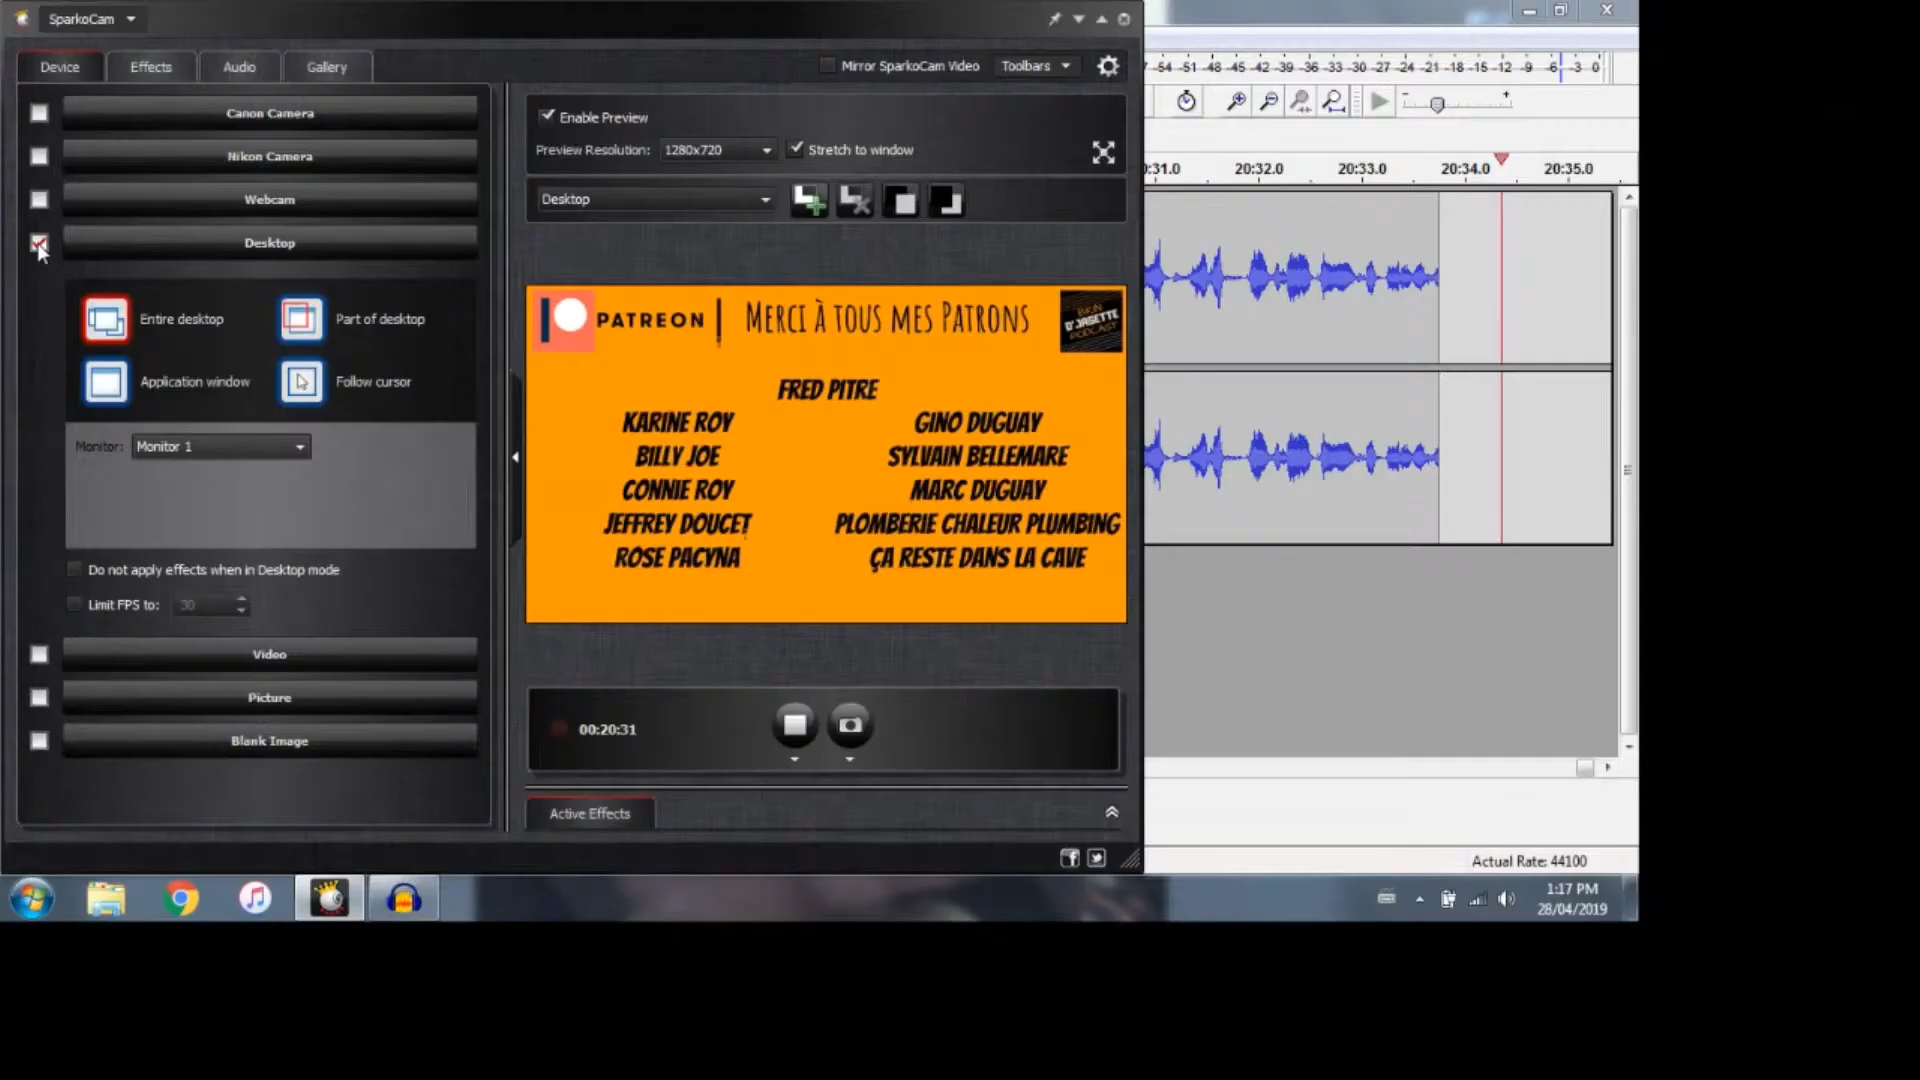 SparkoCam
Device Effects Audio Gallery
Mirror SparkoCam Video Toolbars
-54 -51 -48 -45 -42 -39 -36 -33 -30 -27 -24 -21 -18 -15 -12 -9 -6 -3 0
Canon Camera
Nikon Camera
Webcam
Desktop
Entire desktop Part of desktop
Application window Follow cursor
Monitor: Monitor 1
Do not apply effects when in Desktop mode
Limit FPS to: 30
Video
Picture
Blank Image
Enable Preview
Preview Resolution: 1280x720 Stretch to window
Desktop
PATREON | MERCI À TOUS MES PATRONS
BRIN
D'JASETTE
PODCAST
FRED PITRE
KARINE ROY GINO DUGUAY
BILLY JOE SYLVAIN BELLEMARE
CONNIE ROY MARC DUGUAY
JEFFREY DOUCET PLOMBERIE CHALEUR PLUMBING
ROSE PACYNA ÇA RESTE DANS LA CAVE
00:20:31
Active Effects
:31.0 20:32.0 20:33.0 20:34.0 20:35.0
Actual Rate: 44100
1:17 PM
28/04/2019